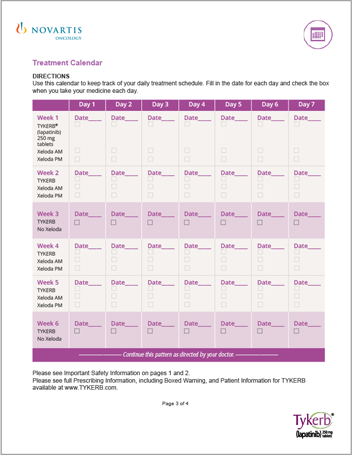 NOVARTIS
ONCOLOGY
Treatment Calendar
DIRECTIONS
Use this calendar to keep track of your daily treatment schedule. Fill in the date for each day and check the box
when you take your medicine each day.
Day 1 Day 2 Day 3 Day 4 Day 5 Day 6 Day 7
Week 1 Date____ Date____ Date____ Date____ Date____ Date____ Date____
TYKERB®
(lapatinib)
250 mg
tablets
Xeloda AM
Xeloda PM
Week 2 Date____ Date____ Date____ Date____ Date____ Date____ Date____
TYKERB
Xeloda AM
Xeloda PM
Week 3 Date____ Date____ Date____ Date____ Date____ Date____ Date____
TYKERB
No Xeloda
Week 4 Date____ Date____ Date____ Date____ Date____ Date____ Date____
TYKERB
Xeloda AM
Xeloda PM
Week 5 Date____ Date____ Date____ Date____ Date____ Date____ Date____
TYKERB
Xeloda AM
Xeloda PM
Week 6 Date____ Date____ Date____ Date____ Date____ Date____ Date____
TYKERB
No Xeloda
Continue this pattern as directed by your doctor.
Please see Important Safety Information on pages 1 and 2.
Please see full Prescribing Information, including Boxed Warning, and Patient Information for TYKERB
available at www.TYKERB.com.
Page 3 of 4
Tykerb®
(lapatinib) 250 mg
tablets